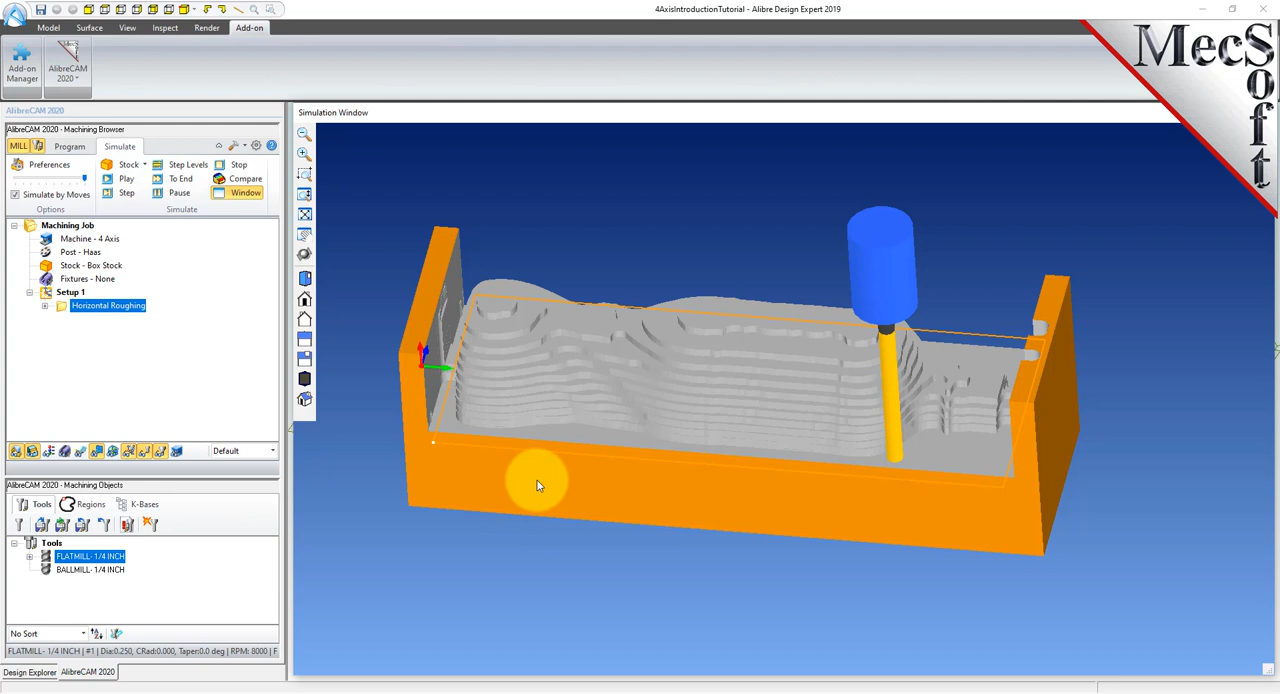 4AxisIntroductionTutorial - Alibre Design Expert 2019
Model Surface View Inspect Render Add-on
Add-on Manager
AlibreCAM 2020
MecSoft
AlibreCAM 2020
AlibreCAM 2020 - Machining Browser
MILL Program Simulate
Preferences Stock Step Levels Stop
Play To End Compare
Simulate by Moves Step Pause Window
Options Simulate
Machining Job
Machine - 4 Axis
Post - Haas
Stock - Box Stock
Fixtures - None
Setup 1
Horizontal Roughing
Default
AlibreCAM 2020 - Machining Objects
Tools Regions K-Bases
Tools
FLATMILL- 1/4 INCH
BALLMILL- 1/4 INCH
No Sort
FLATMILL- 1/4 INCH | #1 | Dia:0.250, CRad:0.000, Taper:0.0 deg | RPM: 8000 | F
Design Explorer AlibreCAM 2020
Simulation Window